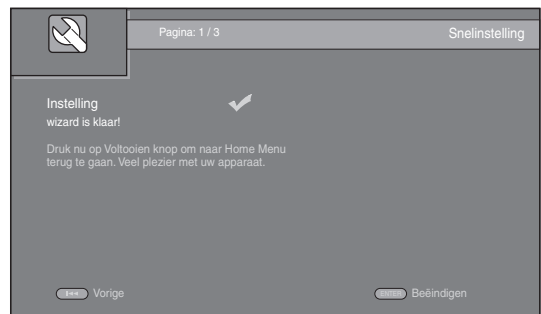 Pagina: 1 / 3
Snelinstelling
Instelling
wizard is klaar!
Druk nu op Voltooien knop om naar Home Menu
terug te gaan. Veel plezier met uw apparaat.
Vorige
ENTER Beëindigen